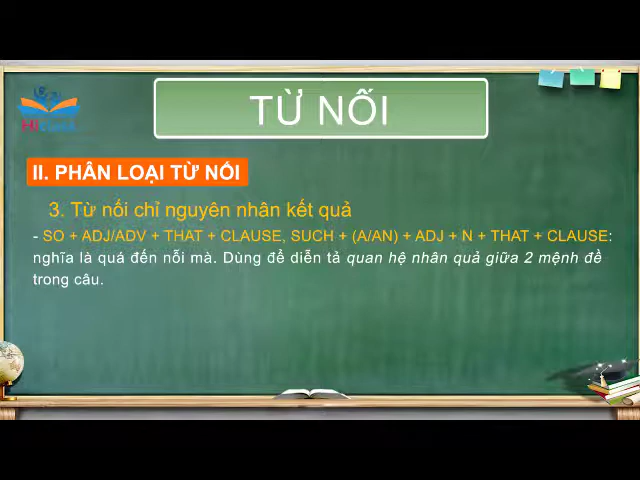 TỪ NỐI
II. PHÂN LOẠI TỪ NỐI
3. Từ nối chỉ nguyên nhân kết quả
- SO + ADJ/ADV + THAT + CLAUSE, SUCH + (A/AN) + ADJ + N + THAT + CLAUSE:
nghĩa là quá đến nỗi mà. Dùng để diễn tả quan hệ nhân quả giữa 2 mệnh đề
trong câu.